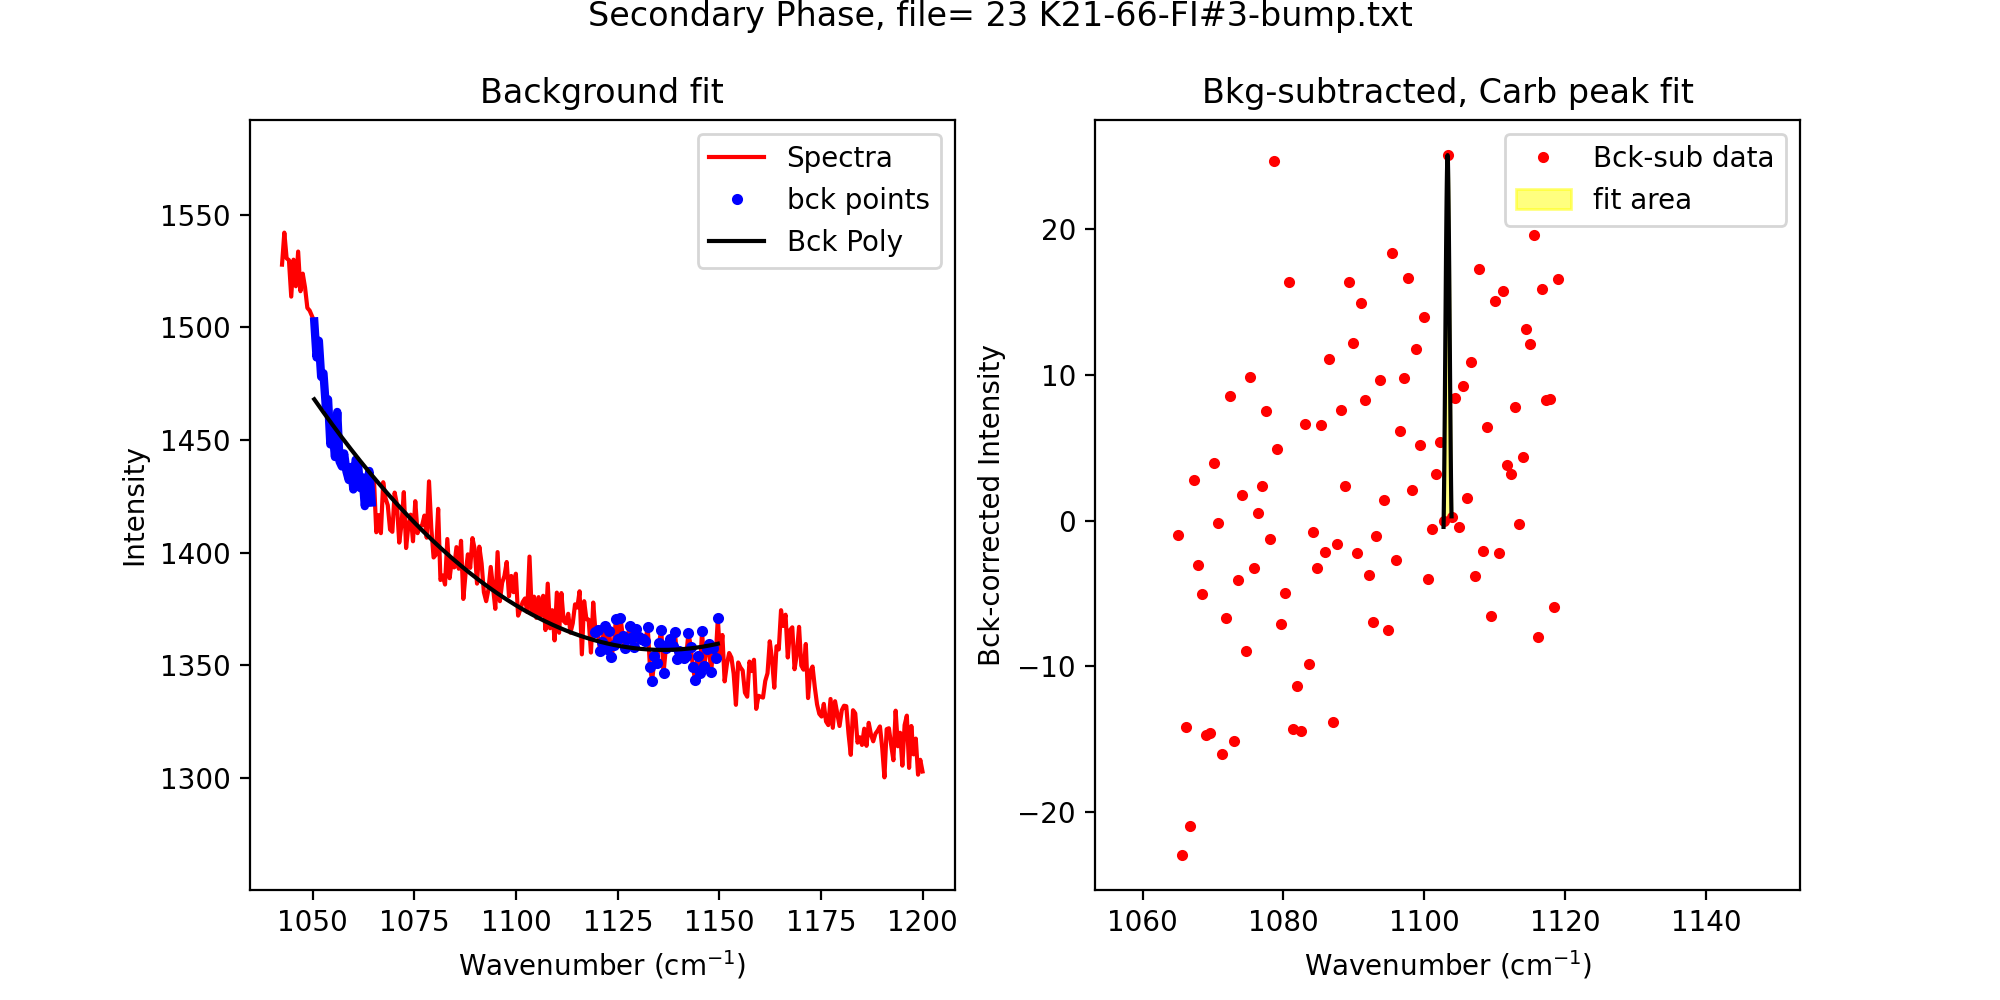 Secondary Phase, file= 23 K21-66-FI#3-bump.txt
Background fit
Spectra
bck points
Bck Poly
1550
1500
1450
1400
1350
1300
Intensity
1050 1075 1100 1125 1150 1175 1200
Wavenumber (cm⁻¹)
Bkg-subtracted, Carb peak fit
Bck-sub data
fit area
20
10
0
−10
−20
Bck-corrected Intensity
1060 1080 1100 1120 1140
Wavenumber (cm⁻¹)